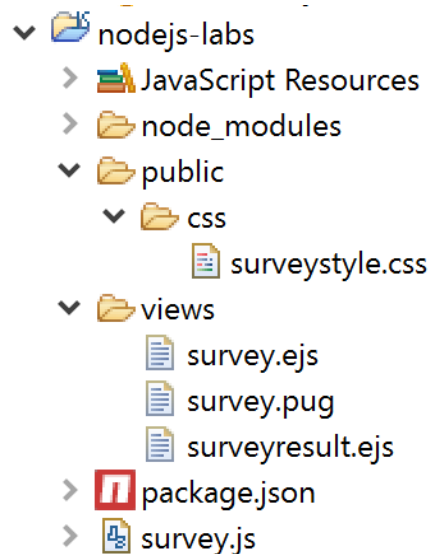 nodejs-labs
JavaScript Resources
node_modules
public
css
surveystyle.css
views
survey.ejs
survey.pug
surveyresult.ejs
package.json
survey.js